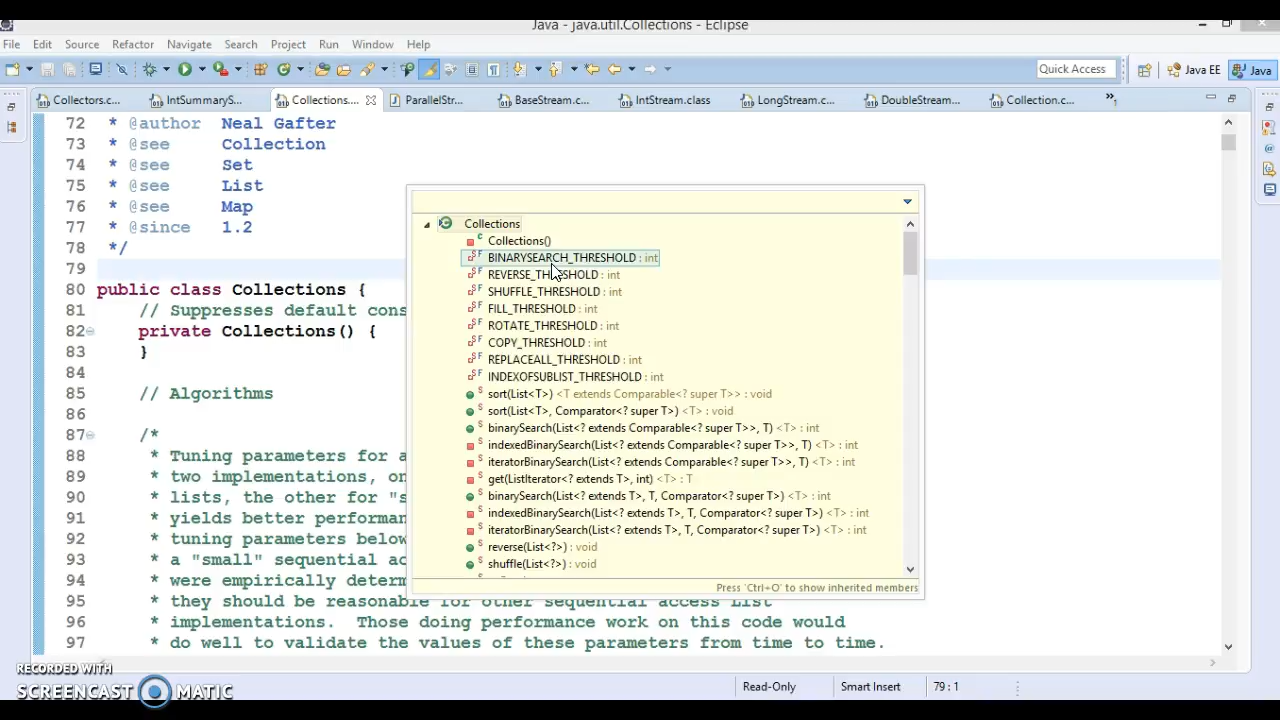 Java - java.util.Collections - Eclipse
File Edit Source Refactor Navigate Search Project Run Window Help
Quick Access Java EE Java
Collectors.c... IntSummaryS... Collections.... ParallelStr... BaseStream.c... IntStream.class LongStream.c... DoubleStream... Collection.c... »1
72 * @author Neal Gafter
73 * @see Collection
74 * @see Set
75 * @see List
76 * @see Map
77 * @since 1.2
78 */
79
80 public class Collections {
81 // Suppresses default cons
82 private Collections() {
83 }
84
85 // Algorithms
86
87 /*
88 * Tuning parameters for a
89 * two implementations, on
90 * lists, the other for "s
91 * yields better performan
92 * tuning parameters below
93 * a "small" sequential ac
94 * were empirically determ
95 * they should be reasonable for other sequential access List
96 * implementations. Those doing performance work on this code would
97 * do well to validate the values of these parameters from time to time.
Collections
Collections()
BINARYSEARCH_THRESHOLD : int
REVERSE_THRESHOLD : int
SHUFFLE_THRESHOLD : int
FILL_THRESHOLD : int
ROTATE_THRESHOLD : int
COPY_THRESHOLD : int
REPLACEALL_THRESHOLD : int
INDEXOFSUBLIST_THRESHOLD : int
sort(List<T>) <T extends Comparable<? super T>> : void
sort(List<T>, Comparator<? super T>) <T> : void
binarySearch(List<? extends Comparable<? super T>>, T) <T> : int
indexedBinarySearch(List<? extends Comparable<? super T>>, T) <T> : int
iteratorBinarySearch(List<? extends Comparable<? super T>>, T) <T> : int
get(ListIterator<? extends T>, int) <T> : T
binarySearch(List<? extends T>, T, Comparator<? super T>) <T> : int
indexedBinarySearch(List<? extends T>, T, Comparator<? super T>) <T> : int
iteratorBinarySearch(List<? extends T>, T, Comparator<? super T>) <T> : int
reverse(List<?>) : void
shuffle(List<?>) : void
Press 'Ctrl+O' to show inherited members
RECORDED WITH
SCREENCAST MATIC
Read-Only Smart Insert 79 : 1